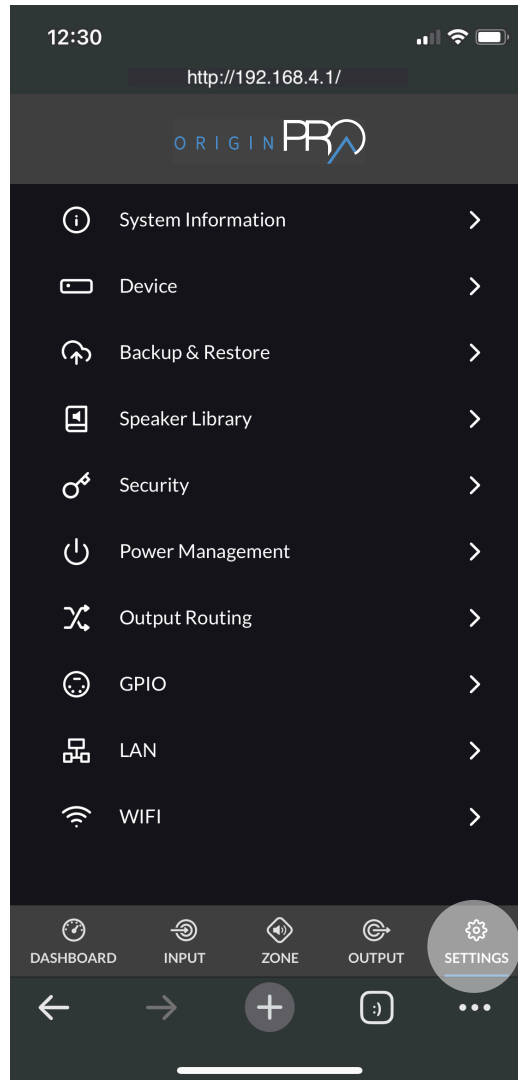 12:30
http://192.168.4.1/
ORIGIN PRO
System Information
Device
Backup & Restore
Speaker Library
Security
Power Management
Output Routing
GPIO
LAN
WIFI
DASHBOARD INPUT ZONE OUTPUT SETTINGS
:)